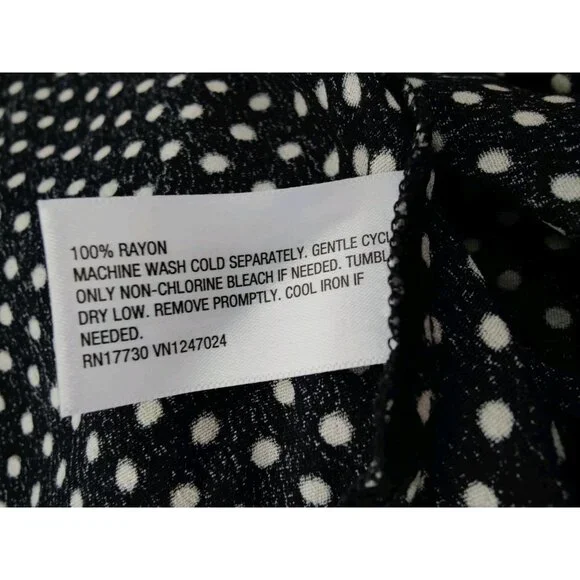 100% RAYON
MACHINE WASH COLD SEPARATELY. GENTLE CYCL
ONLY NON-CHLORINE BLEACH IF NEEDED. TUMBL
DRY LOW. REMOVE PROMPTLY. COOL IRON IF
NEEDED.
RN17730 VN1247024